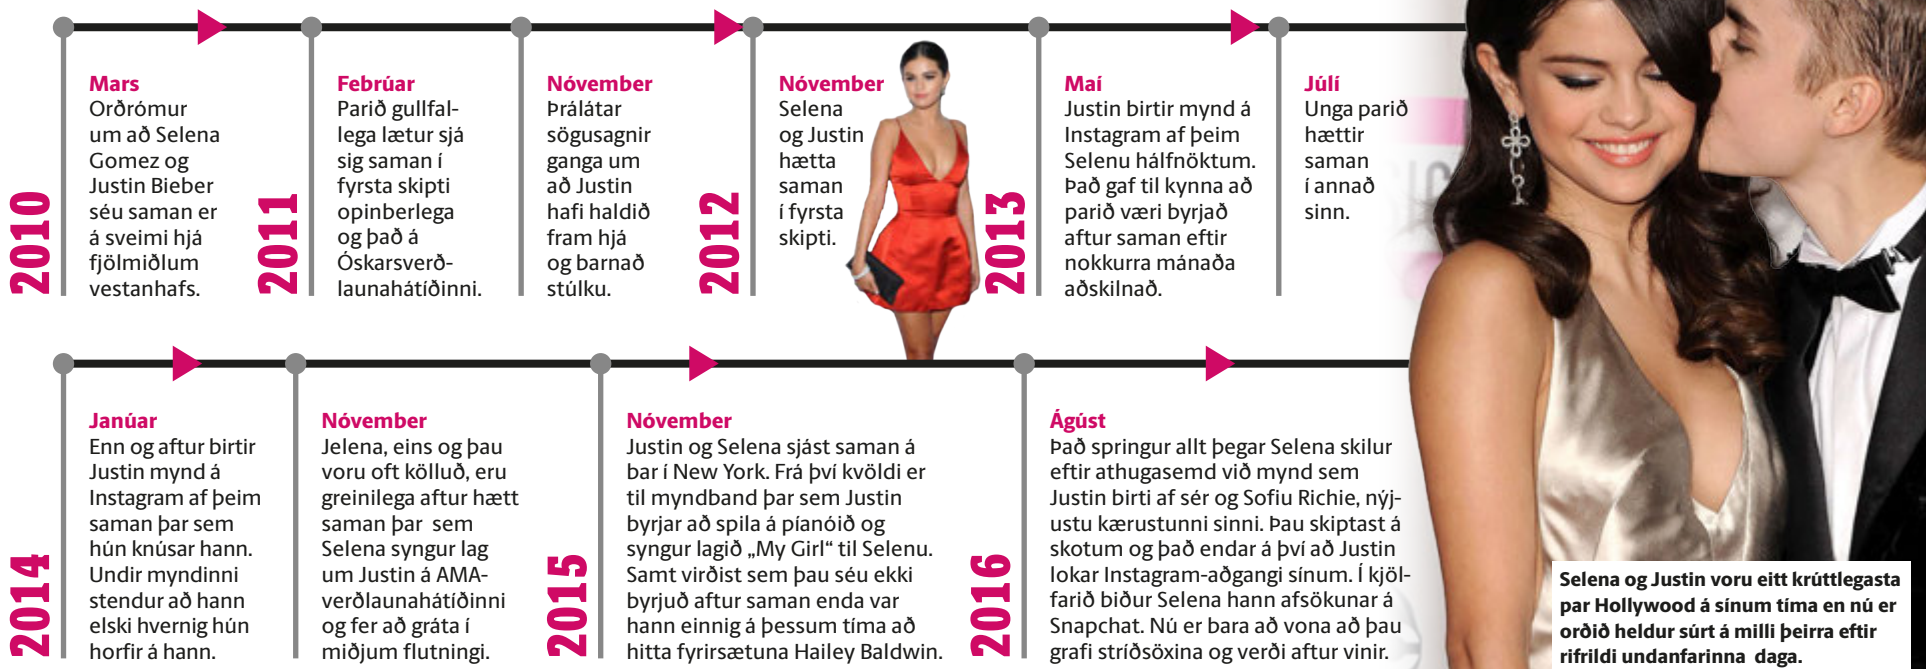 2010
Mars
Orðrómur
um að Selena
Gomez og
Justin Bieber
séu saman er
á sveimi hjá
fjölmiðlum
vestanhafs.
2011
Febrúar
Parið gullfal-
lega lætur sjá
sig saman í
fyrsta skipti
opinberlega
og það á
Óskarsverð-
launahátíðinni.
Nóvember
Þrálátar
sögusagnir
ganga um
að Justin
hafi haldið
fram hjá
og barnað
stúlku.
2012
Nóvember
Selena
og Justin
hætta
saman
í fyrsta
skipti.
2013
Maí
Justin birtir mynd á
Instagram af þeim
Selenu hálfnöktum.
Það gaf til kynna að
parið væri byrjað
aftur saman eftir
nokkurra mánaða
aðskilnað.
Júlí
Unga parið
hættir
saman
í annað
sinn.
2014
Janúar
Enn og aftur birtir
Justin mynd á
Instagram af þeim
saman þar sem
hún knúsar hann.
Undir myndinni
stendur að hann
elski hvernig hún
horfir á hann.
Nóvember
Jelena, eins og þau
voru oft kölluð, eru
greinilega aftur hætt
saman þar sem
Selena syngur lag
um Justin á AMA-
verðlaunahátíðinni
og fer að gráta í
miðjum flutningi.
2015
Nóvember
Justin og Selena sjást saman á
bar í New York. Frá því kvöldi er
til myndband þar sem Justin
byrjar að spila á píanóið og
syngur lagið „My Girl“ til Selenu.
Samt virðist sem þau séu ekki
byrjuð aftur saman enda var
hann einnig á þessum tíma að
hitta fyrirsætuna Hailey Baldwin.
2016
Ágúst
Það springur allt þegar Selena skilur
eftir athugasemd við mynd sem
Justin birti af sér og Sofiu Richie, nýj-
ustu kærustunni sinni. Þau skiptast á
skotum og það endar á því að Justin
lokar Instagram-aðgangi sínum. Í kjöl-
farið biður Selena hann afsökunar á
Snapchat. Nú er bara að vona að þau
grafi stríðsöxina og verði aftur vinir.
Selena og Justin voru eitt krúttlegasta
par Hollywood á sínum tíma en nú er
orðið heldur súrt á milli þeirra eftir
rifrildi undanfarinna daga.